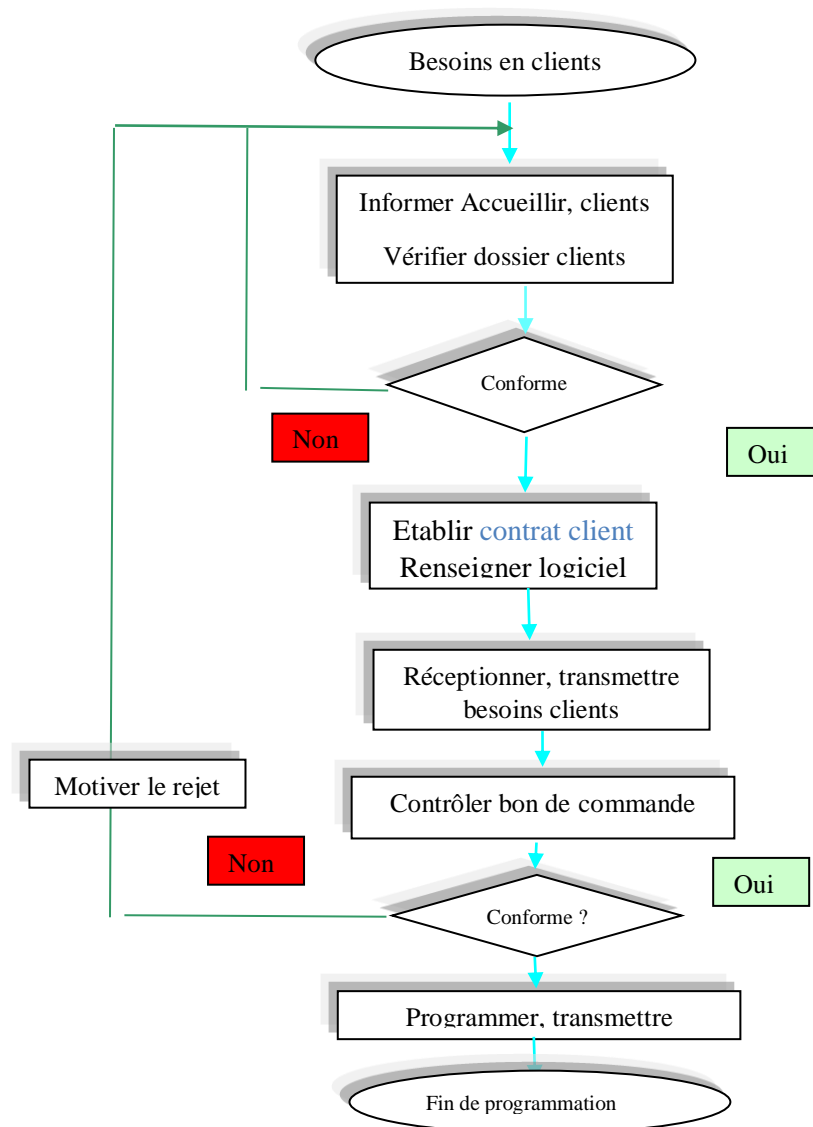 Besoins en clients
Informer Accueillir, clients
Vérifier dossier clients
Conforme
Non
Oui
Etablir contrat client
Renseigner logiciel
Réceptionner, transmettre
besoins clients
Motiver le rejet
Contrôler bon de commande
Non
Oui
Conforme ?
Programmer, transmettre
Fin de programmation